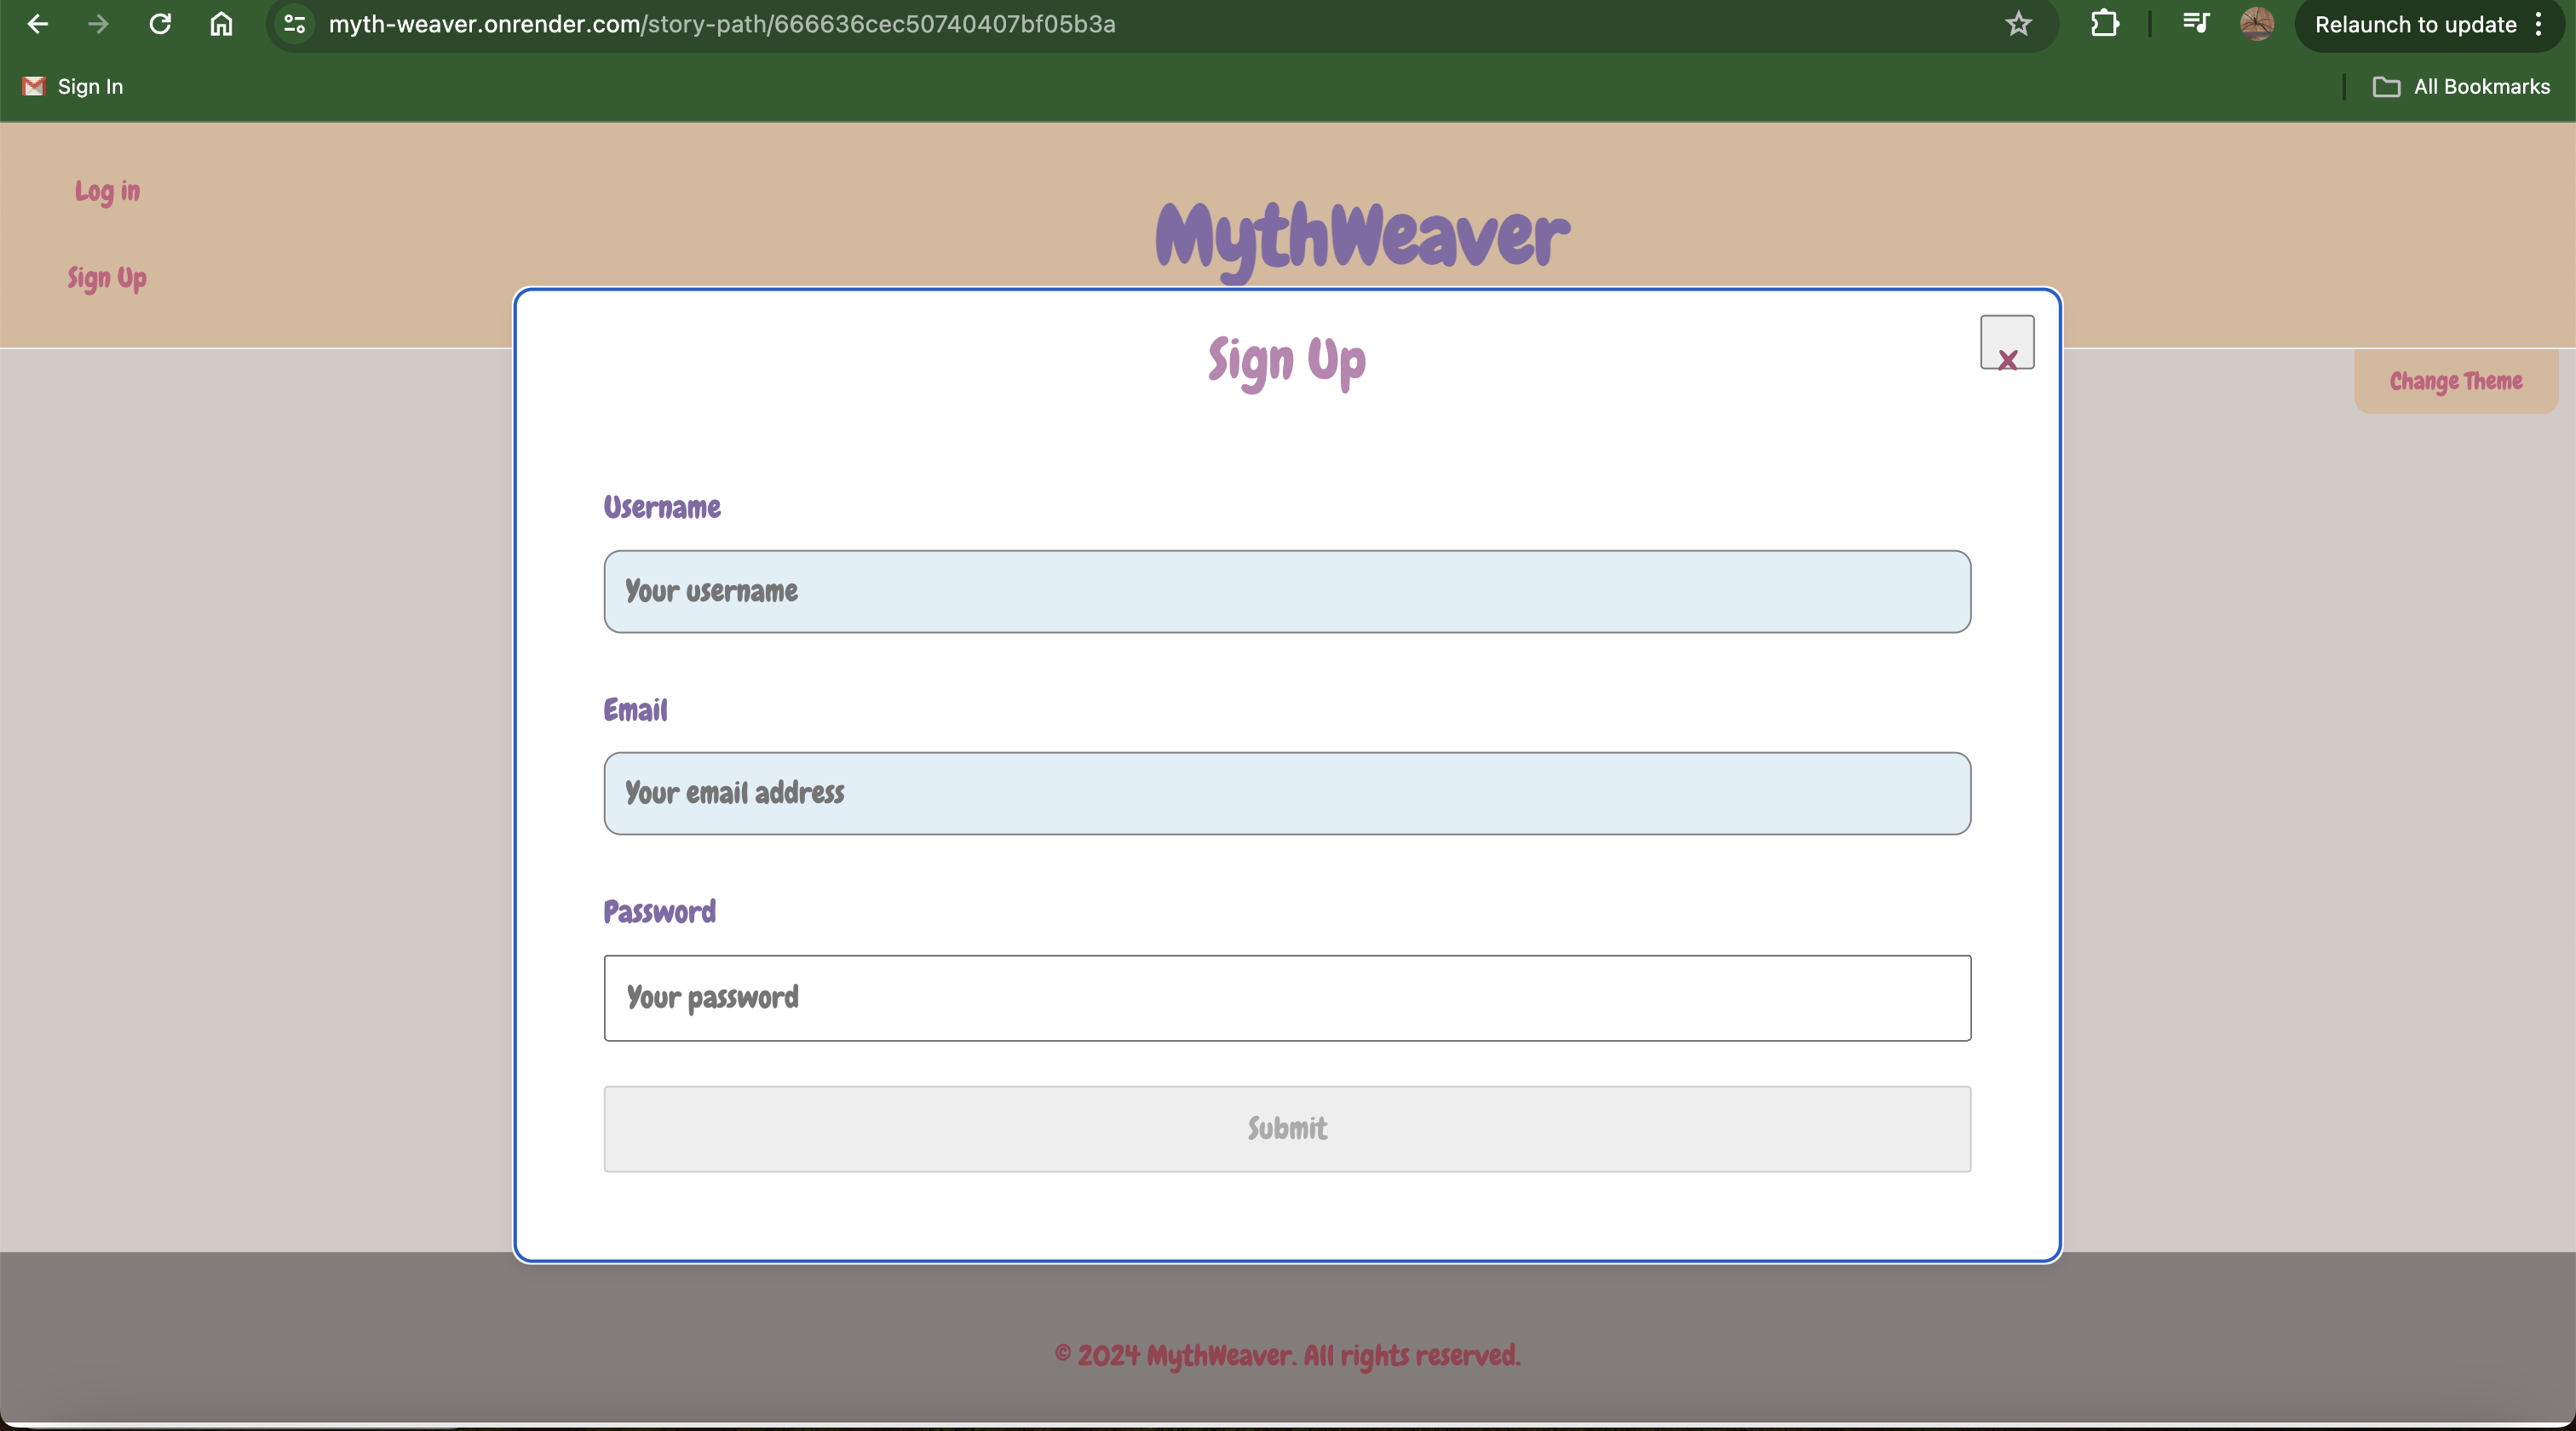 myth-weaver.onrender.com/story-path/666636cec50740407bf05b3a
Relaunch to update
Sign In
All Bookmarks
Log in
MythWeaver
Sign Up
Sign Up
X
Change Theme
Username
Your username
Email
Your email address
Password
Your password
Submit
© 2024 MythWeaver. All rights reserved.